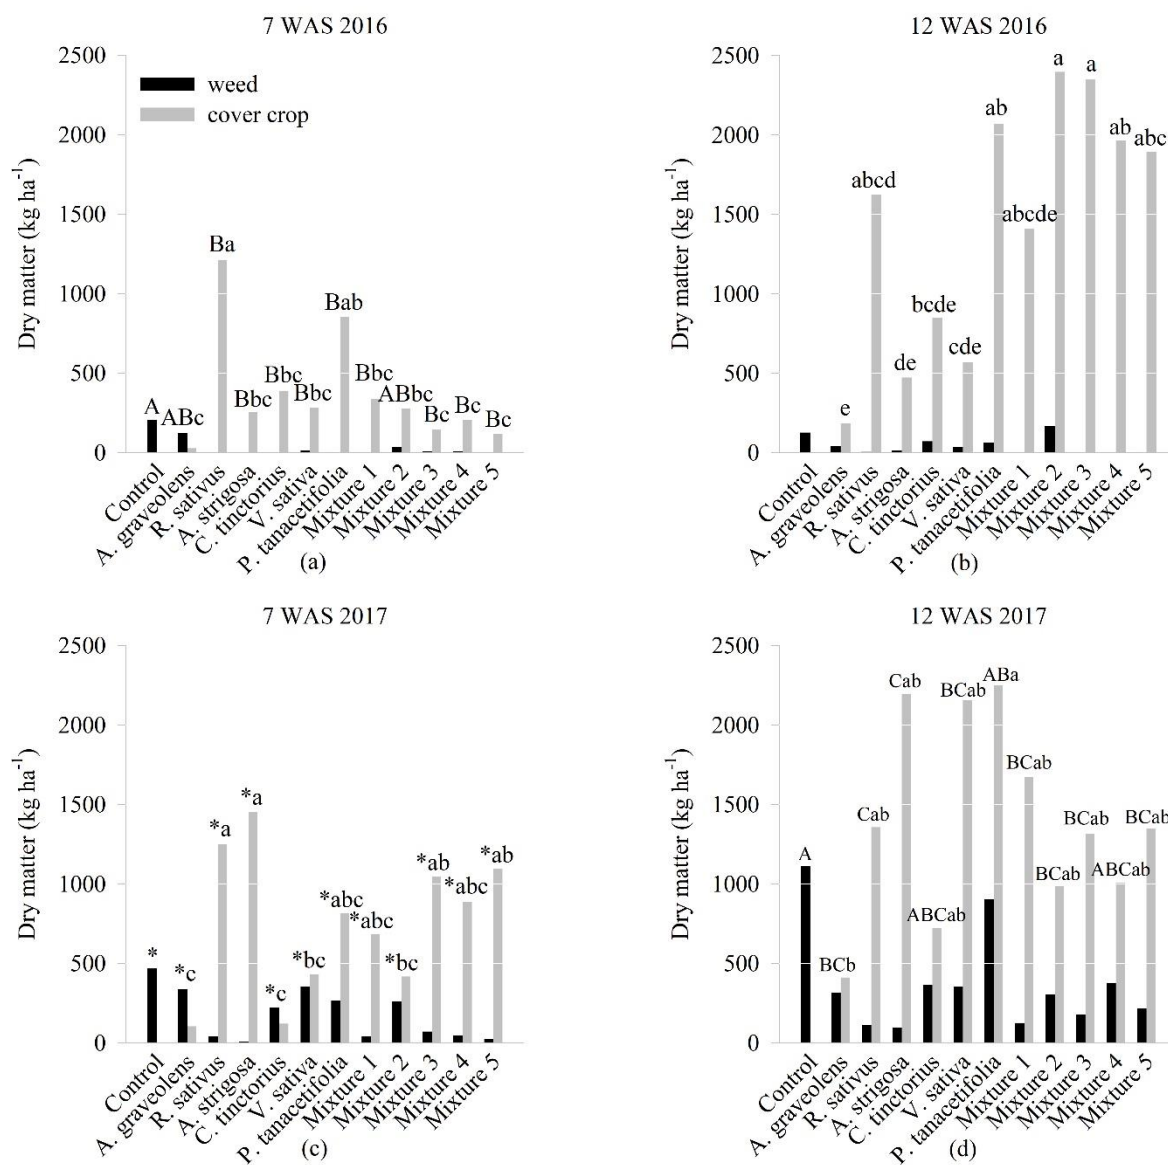 7 WAS 2016
Dry matter (kg ha⁻¹)
2500
2000
1500
1000
500
0
weed
cover crop
A
ABc
Ba
Bbc
Bbc
Bbc
Bab
Bbc
ABbc
Bc
Bc
Bc
Control
A. graveolens
R. sativus
A. strigosa
C. tinctorius
V. sativa
P. tanacetifolia
Mixture 1
Mixture 2
Mixture 3
Mixture 4
Mixture 5
(a)
12 WAS 2016
Dry matter (kg ha⁻¹)
2500
2000
1500
1000
500
0
e
abcd
de
bcde
cde
ab
abcde
a
a
ab
abc
Control
A. graveolens
R. sativus
A. strigosa
C. tinctorius
V. sativa
P. tanacetifolia
Mixture 1
Mixture 2
Mixture 3
Mixture 4
Mixture 5
(b)
7 WAS 2017
Dry matter (kg ha⁻¹)
2500
2000
1500
1000
500
0
*
*c
*a
*a
*c
*bc
*abc
*abc
*bc
*ab
*abc
*ab
Control
A. graveolens
R. sativus
A. strigosa
C. tinctorius
V. sativa
P. tanacetifolia
Mixture 1
Mixture 2
Mixture 3
Mixture 4
Mixture 5
(c)
12 WAS 2017
Dry matter (kg ha⁻¹)
2500
2000
1500
1000
500
0
A
BCb
Cab
Cab
ABCab
BCab
ABa
BCab
BCab
BCab
ABCab
BCab
Control
A. graveolens
R. sativus
A. strigosa
C. tinctorius
V. sativa
P. tanacetifolia
Mixture 1
Mixture 2
Mixture 3
Mixture 4
Mixture 5
(d)